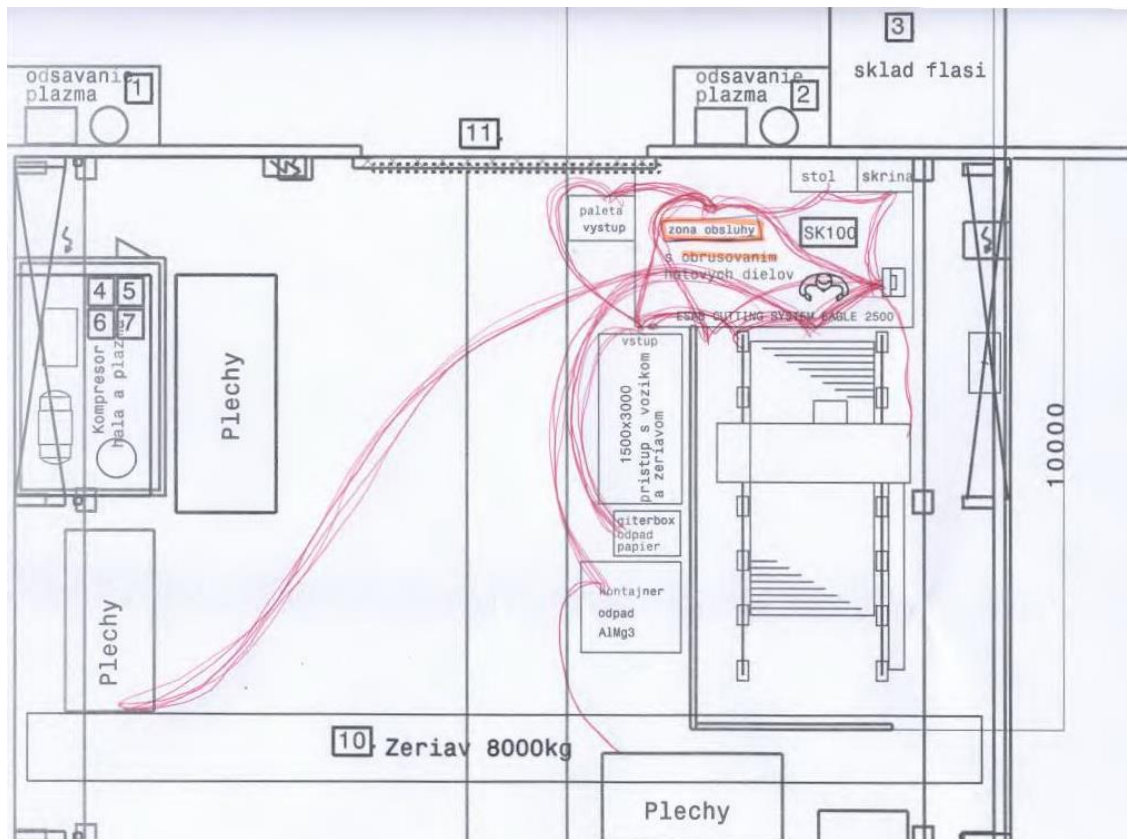 3
sklad flasi
odsavanie
plazma
1
odsavanie
plazma
2
11.
stol
skrina
paleta
vystup
zona obsluhy
SK100
s obrusovanim
hotovych dielov
ESAB CUTTING SYSTEM SABLE 2500
4 5
6 7
Kompresor
Hala a plazma
Plechy
vstup
1500x3000
pristup s vozikom
a zeriavom
giterbox
odpad
papier
kontajner
odpad
AlMg3
10000
Plechy
10. Zeriav 8000kg
Plechy